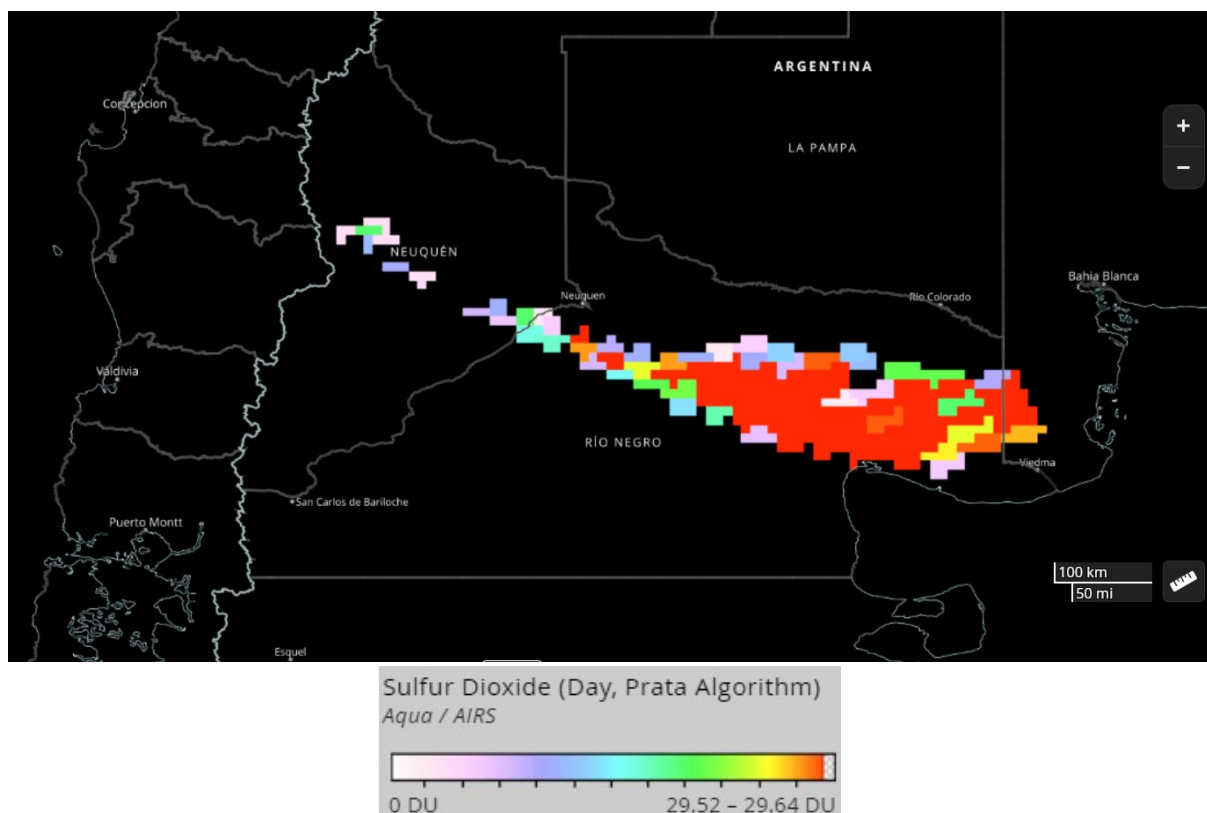 ARGENTINA
Concepcion
LA PAMPA
+
−
NEUQUÉN
Bahia Blanca
Neuquen
Rio Colorado
Valdivia
RÍO NEGRO
Viedma
San Carlos de Bariloche
Puerto Montt
100 km
50 mi
Esquel
Sulfur Dioxide (Day, Prata Algorithm)
Aqua / AIRS
0 DU 29.52 – 29.64 DU